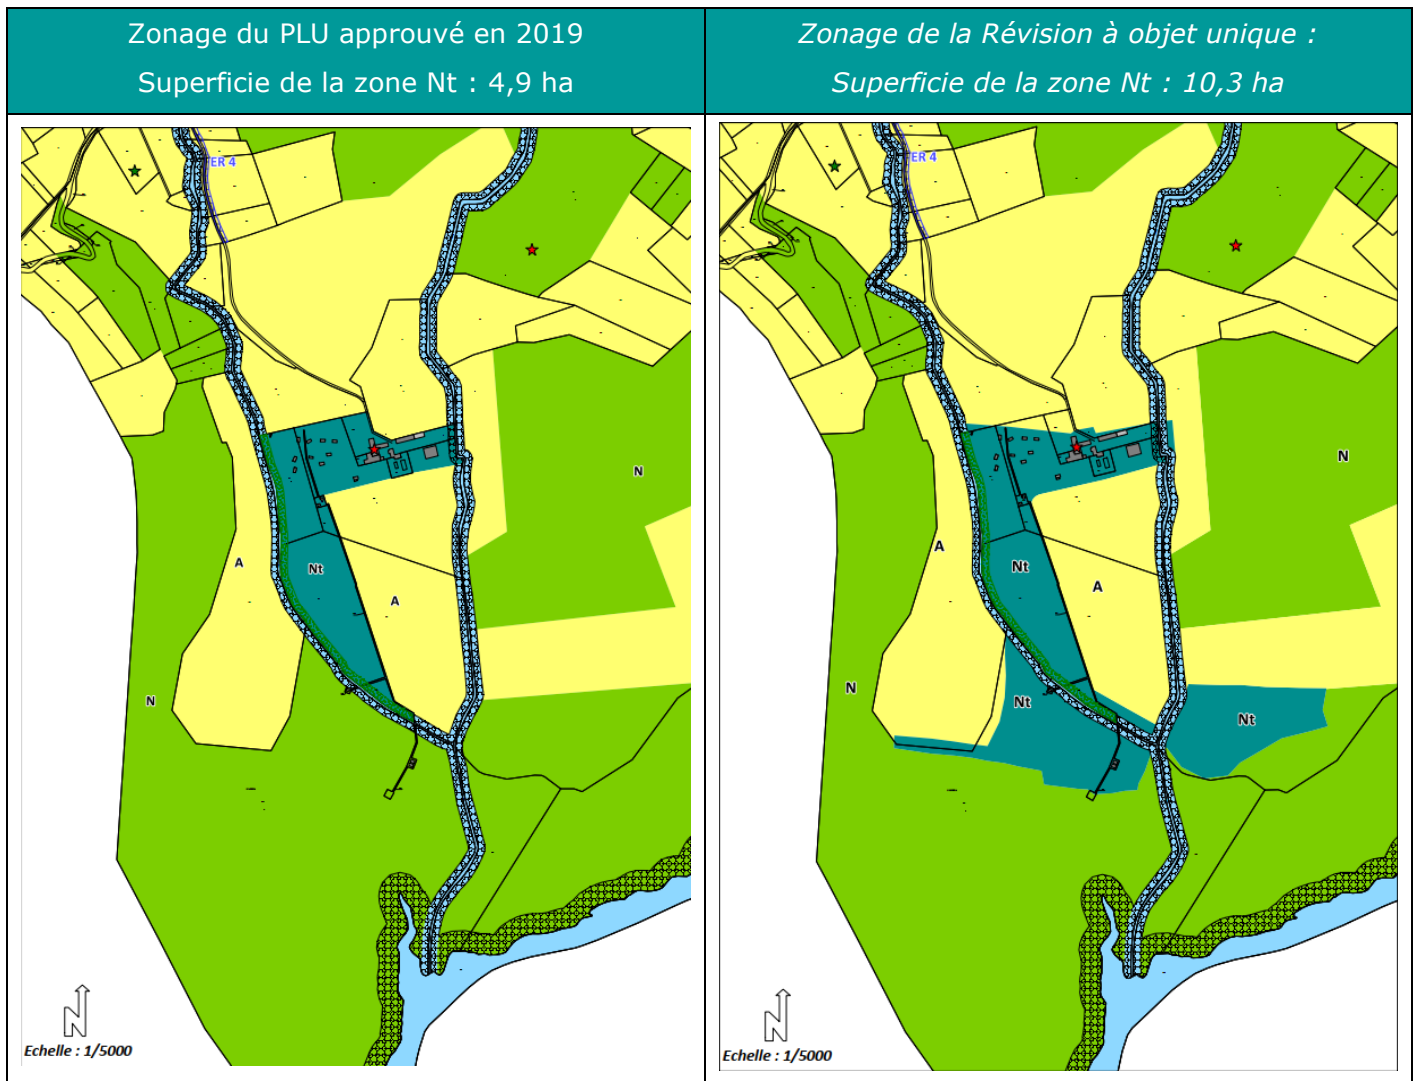 Zonage du PLU approuvé en 2019
Superficie de la zone Nt : 4,9 ha
Zonage de la Révision à objet unique :
Superficie de la zone Nt : 10,3 ha
ER 4
N
A
Nt
A
N
N
Echelle : 1/5000
ER 4
N
A
Nt
A
N
Nt
Nt
N
Echelle : 1/5000